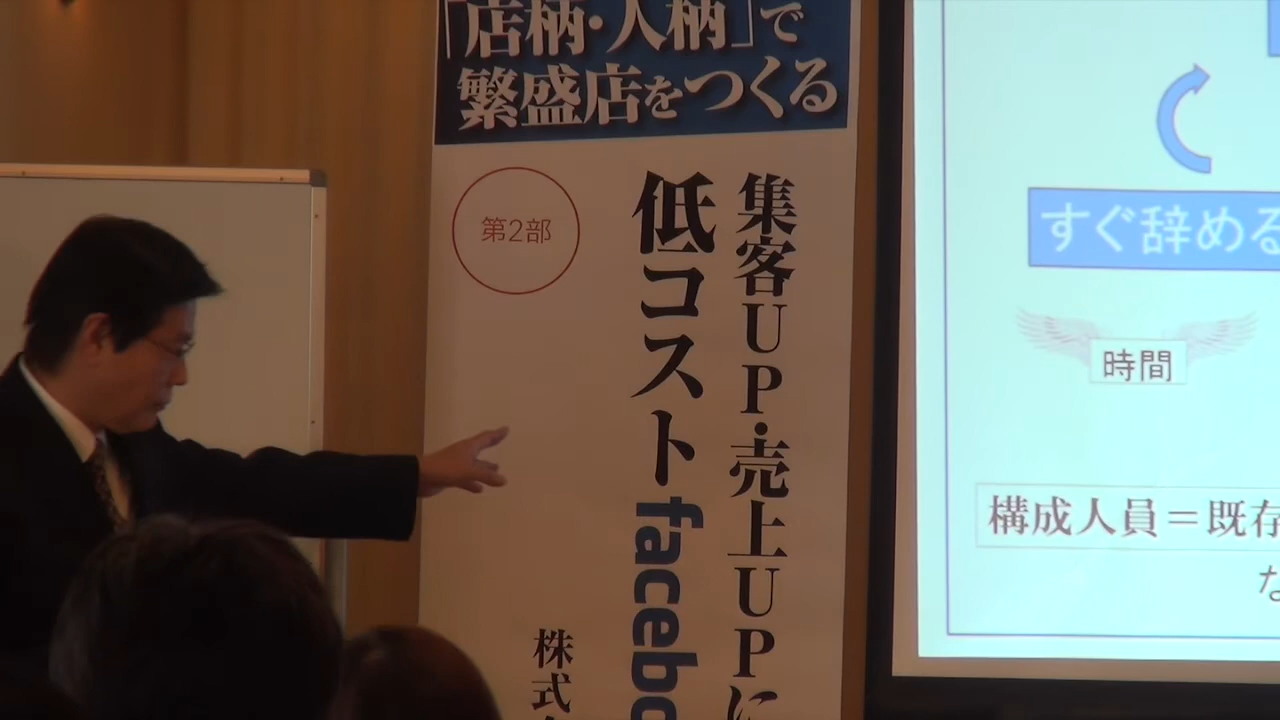 「店柄・人柄」で
繁盛店をつくる
第2部
集客UP・売上UPに
低コストfacebo
株式
すぐ辞める
時間
構成人員＝既存
な